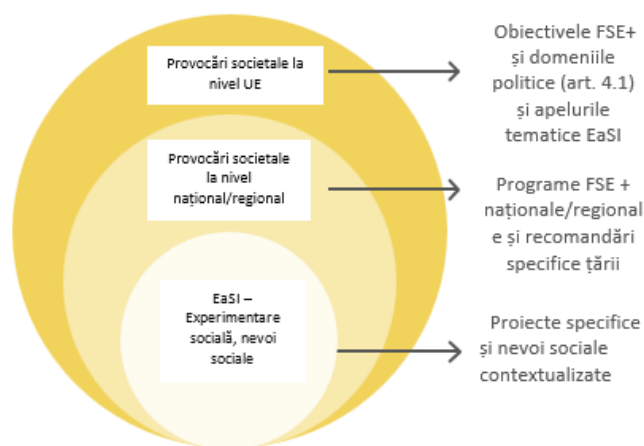 Provocări societale la
nivel UE
Obiectivele FSE+
și domeniile
politice (art. 4.1)
și apelurile
tematice EaSI
Provocări societale
la nivel
național/regional
Programe FSE +
naționale/regional
e și recomandări
specifice țării
EaSI –
Experimentare
socială, nevoi
sociale
Proiecte specifice
și nevoi sociale
contextualizate